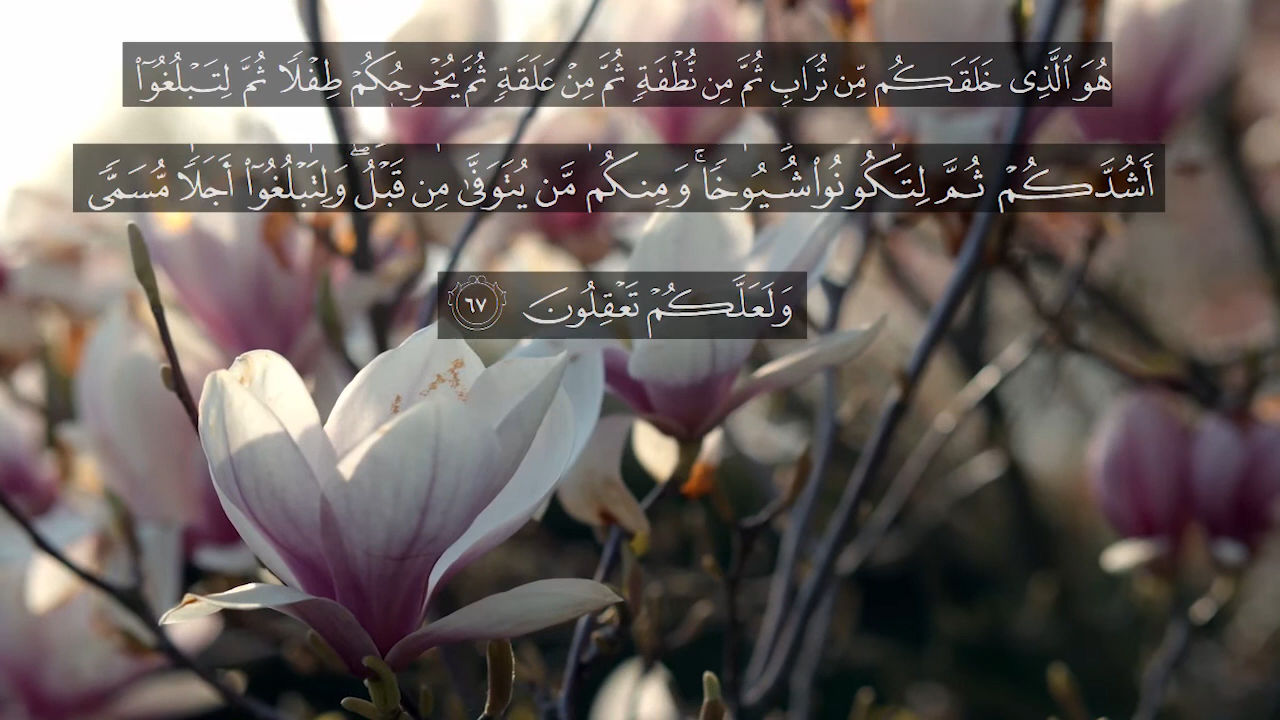 هُوَ ٱلَّذِى خَلَقَكُم مِّن تُرَابٍ ثُمَّ مِن نُّطْفَةٍ ثُمَّ مِنْ عَلَقَةٍ ثُمَّ يُخْرِجُكُمْ طِفْلًا ثُمَّ لِتَبْلُغُوٓا۟
أَشُدَّكُمْ ثُمَّ لِتَكُونُوا۟ شُيُوخًا ۚ وَمِنكُم مَّن يُتَوَفَّىٰ مِن قَبْلُ ۖ وَلِتَبْلُغُوٓا۟ أَجَلًا مُّسَمًّى
وَلَعَلَّكُمْ تَعْقِلُونَ ٦٧